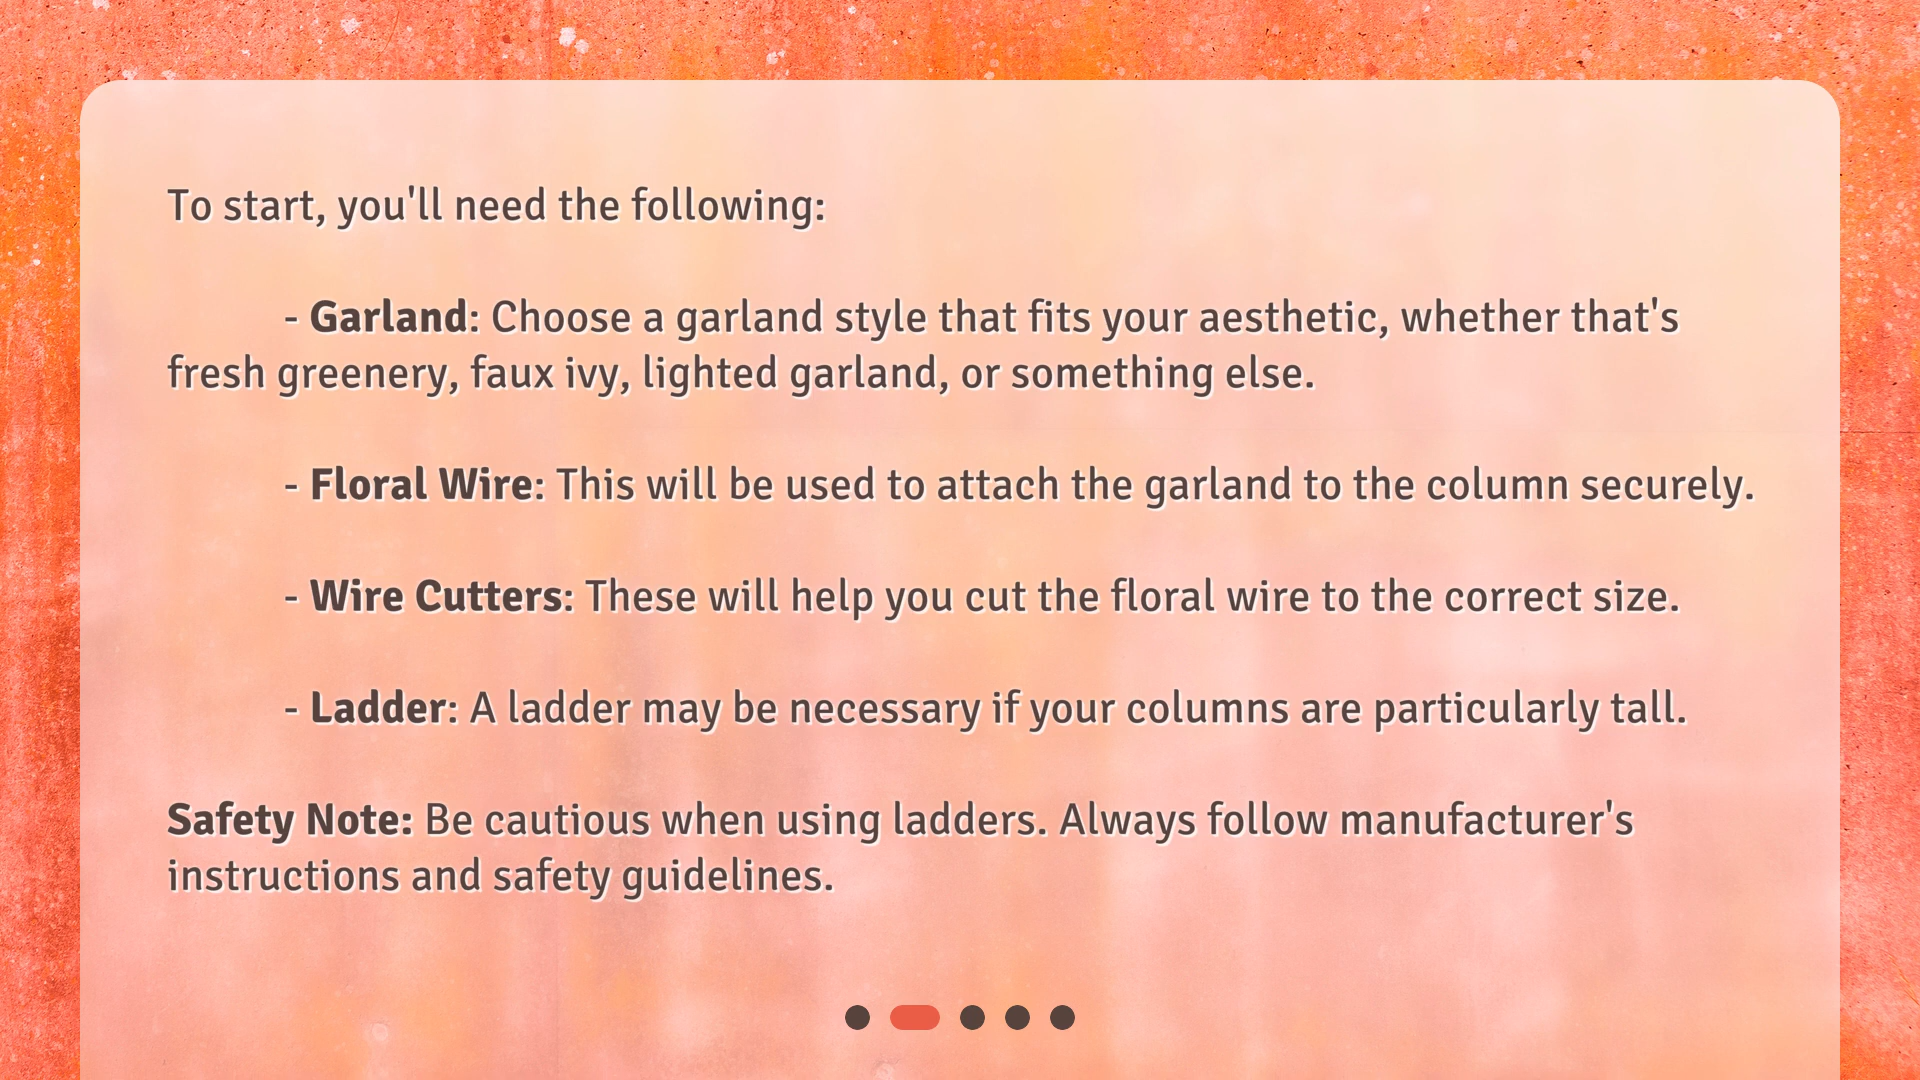 To start, you'll need the following:
- Garland: Choose a garland style that fits your aesthetic, whether that's
fresh greenery, faux ivy, lighted garland, or something else.
- Floral Wire: This will be used to attach the garland to the column securely.
- Wire Cutters: These will help you cut the floral wire to the correct size.
- Ladder: A ladder may be necessary if your columns are particularly tall.
Safety Note: Be cautious when using ladders. Always follow manufacturer's
instructions and safety guidelines.